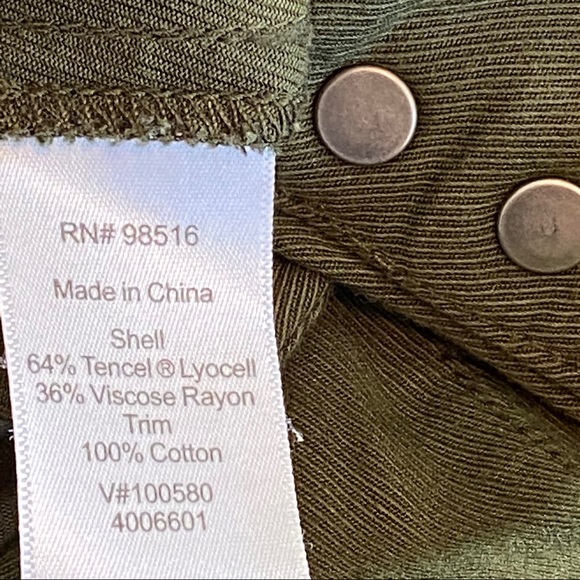 RN# 98516
Made in China
Shell
64% Tencel ® Lyocell
36% Viscose Rayon
Trim
100% Cotton
V#100580
4006601